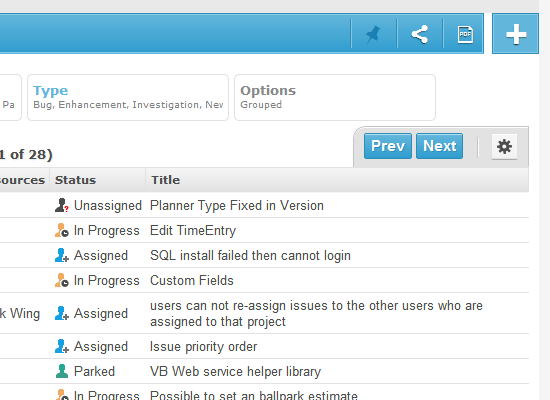 PDF
Pa
Type
Bug, Enhancement, Investigation, New
Options
Grouped
1 of 28)
Prev Next
ources Status Title
Unassigned Planner Type Fixed in Version
In Progress Edit TimeEntry
Assigned SQL install failed then cannot login
In Progress Custom Fields
k Wing Assigned users can not re-assign issues to the other users who are
assigned to that project
Assigned Issue priority order
Parked VB Web service helper library
In Progress Possible to set an ballpark estimate